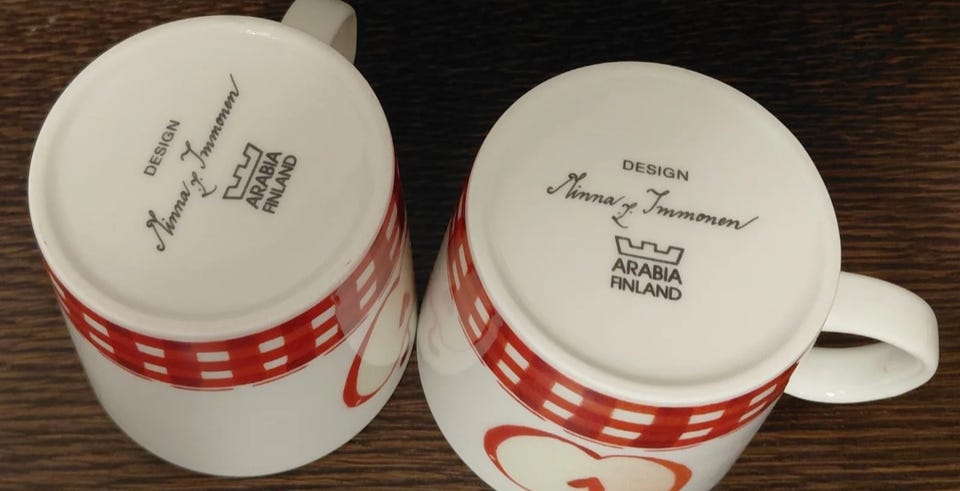 DESIGN
Minna L. Immonen
ARABIA
FINLAND
DESIGN
Minna L. Immonen
ARABIA
FINLAND